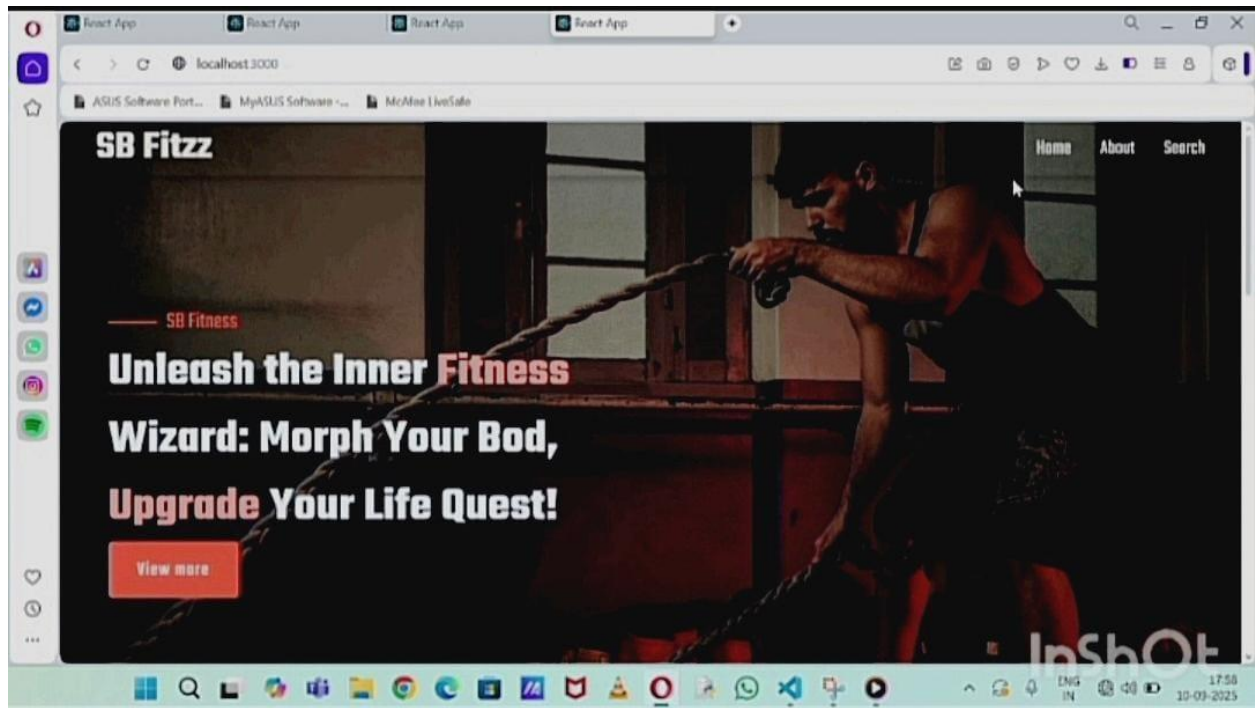 React App
React App
React App
React App
localhost:3000
ASUS Software Port...
MyASUS Software -...
McAfee LiveSafe
SB Fitzz
Home
About
Search
SB Fitness
Unleash the Inner Fitness
Wizard: Morph Your Bod,
Upgrade Your Life Quest!
View more
InShOt
ENG
IN
17:58
10-03-2025